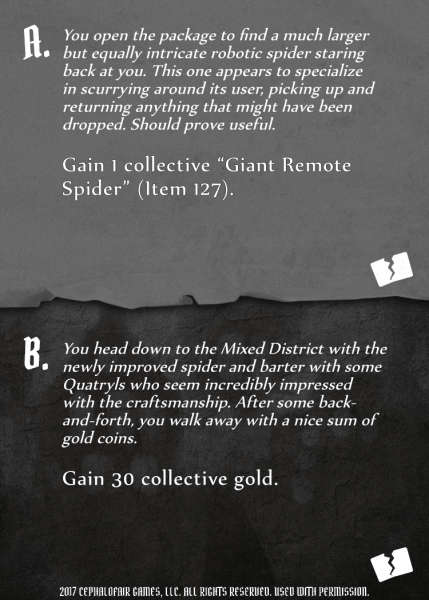 A.
You open the package to find a much larger
but equally intricate robotic spider staring
back at you. This one appears to specialize
in scurrying around its user, picking up and
returning anything that might have been
dropped. Should prove useful.
Gain 1 collective “Giant Remote
Spider” (Item 127).
B.
You head down to the Mixed District with the
newly improved spider and barter with some
Quatryls who seem incredibly impressed
with the craftsmanship. After some back-
and-forth, you walk away with a nice sum of
gold coins.
Gain 30 collective gold.
2017 CEPHALOFAIR GAMES, LLC. ALL RIGHTS RESERVED. USED WITH PERMISSION.